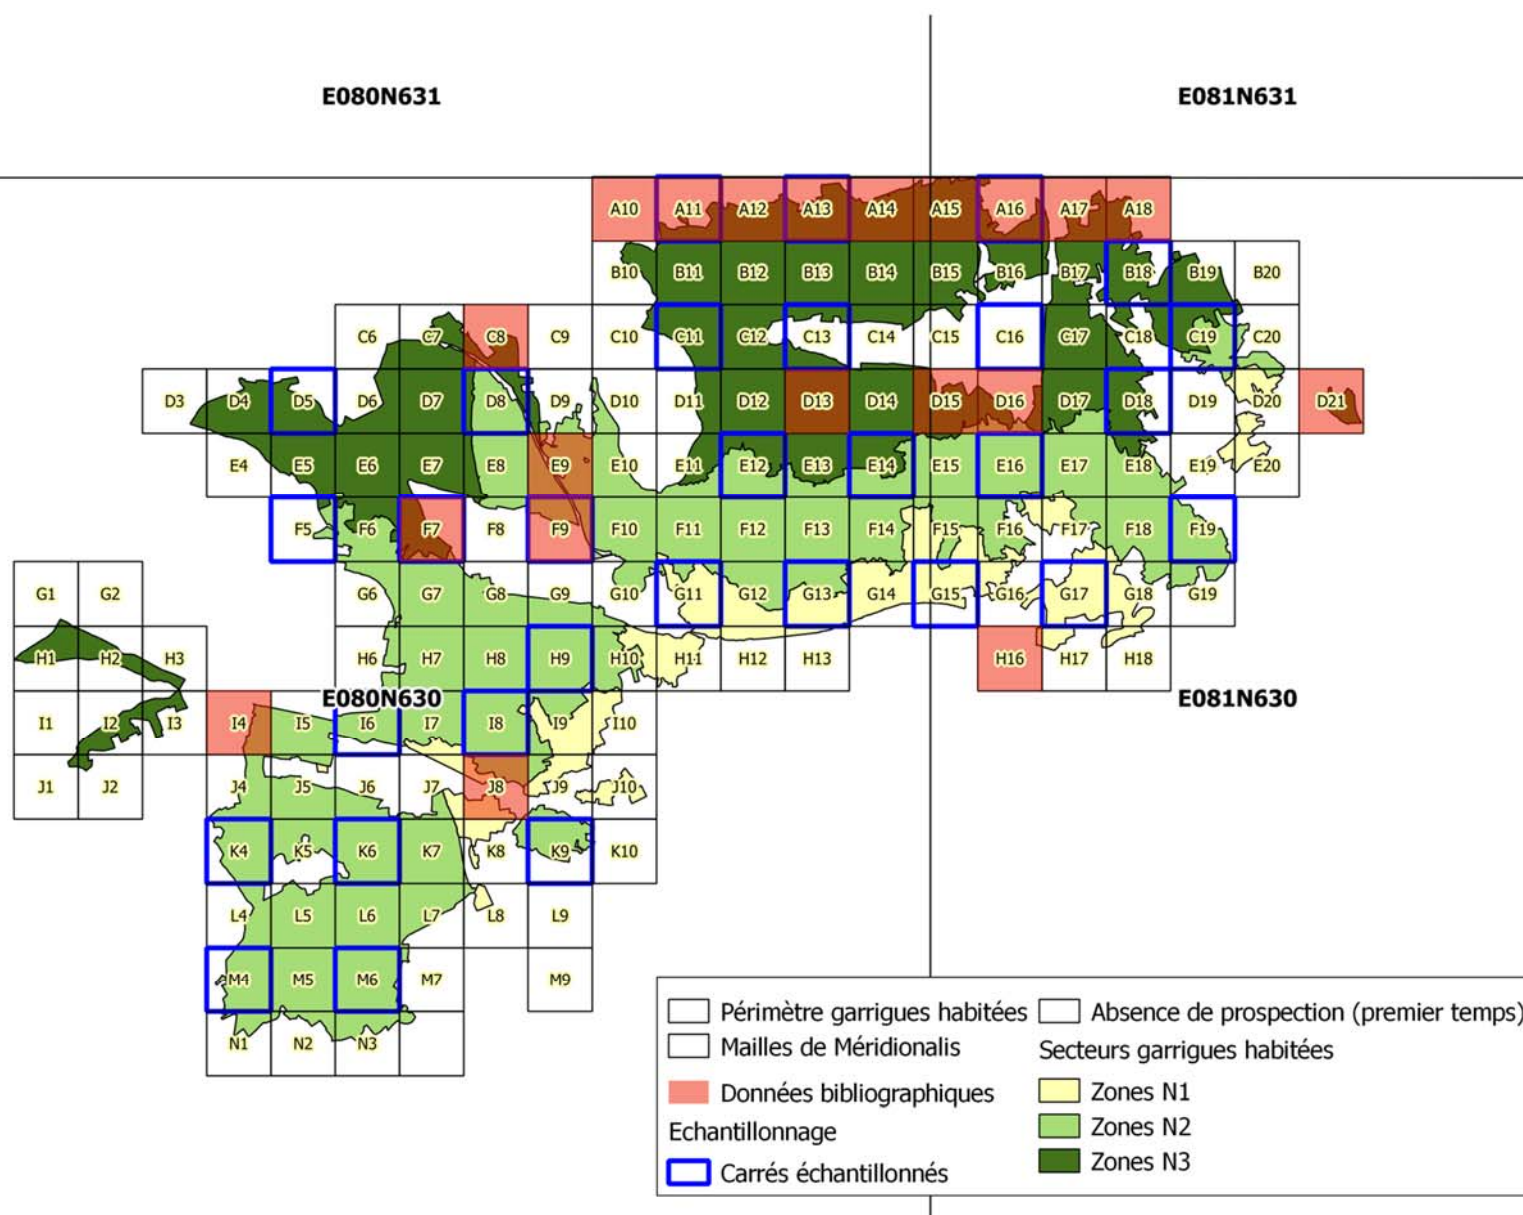 E080N631 E081N631
A10 A11 A12 A13 A14 A15 A16 A17 A18
B10 B11 B12 B13 B14 B15 B16 B17 B18 B19 B20
C6 C7 C8 C9 C10 C11 C12 C13 C14 C15 C16 C17 C18 C19 C20
D3 D4 D5 D6 D7 D8 D9 D10 D11 D12 D13 D14 D15 D16 D17 D18 D19 D20 D21
E4 E5 E6 E7 E8 E9 E10 E11 E12 E13 E14 E15 E16 E17 E18 E19 E20
F5 F6 F7 F8 F9 F10 F11 F12 F13 F14 F15 F16 F17 F18 F19
G1 G2 G6 G7 G8 G9 G10 G11 G12 G13 G14 G15 G16 G17 G18 G19
H1 H2 H3 H6 H7 H8 H9 H10 H11 H12 H13 H16 H17 H18
E080N630 E081N630
I1 I2 I3 I4 I5 I6 I7 I8 I9 I10
J1 J2 J4 J5 J6 J7 J8 J9 J10
K4 K5 K6 K7 K8 K9 K10
L4 L5 L6 L7 L8 L9
M4 M5 M6 M7 M9
N1 N2 N3
Périmètre garrigues habitées
Mailles de Méridionalis
Données bibliographiques
Echantillonnage
Carrés échantillonnés
Absence de prospection (premier temps)
Secteurs garrigues habitées
Zones N1
Zones N2
Zones N3